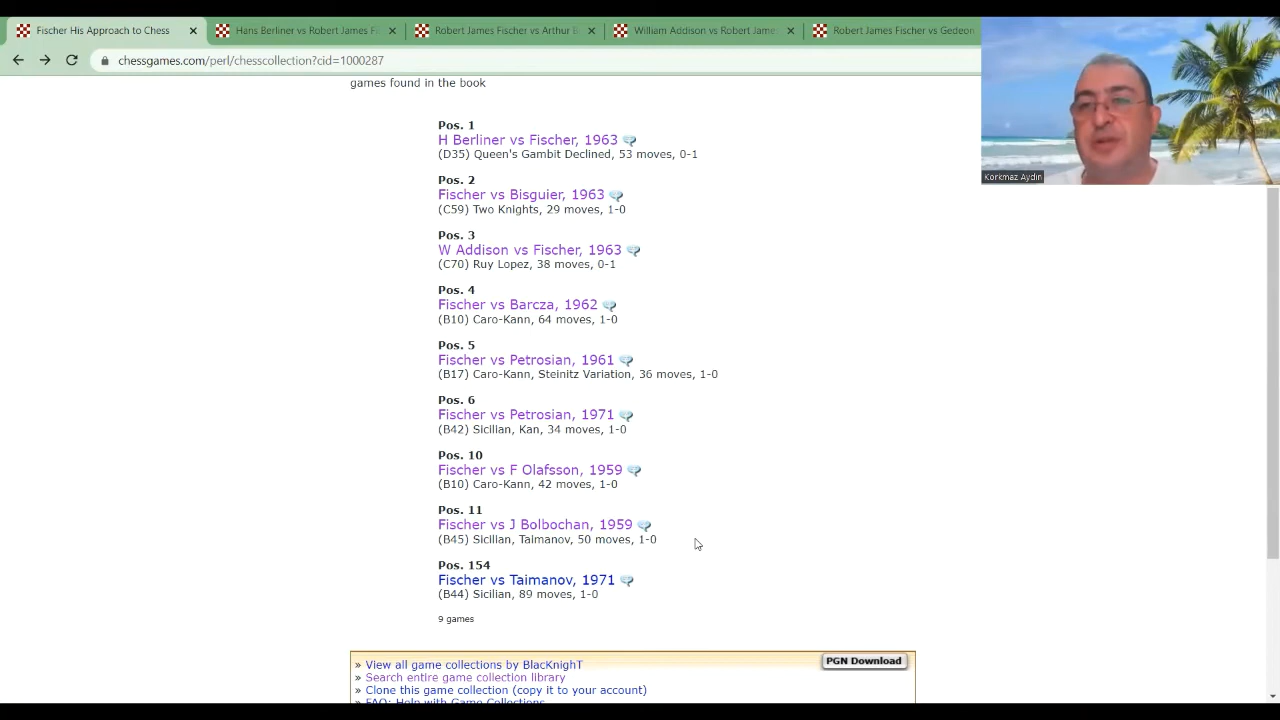 Fischer His Approach to Chess
Hans Berliner vs Robert James Fi
Robert James Fischer vs Arthur B
William Addison vs Robert Jame
Robert James Fischer vs Gedeon
chessgames.com/perl/chesscollection?cid=1000287
games found in the book
Korkmaz Aydın
Pos. 1
H Berliner vs Fischer, 1963
(D35) Queen's Gambit Declined, 53 moves, 0-1
Pos. 2
Fischer vs Bisguier, 1963
(C59) Two Knights, 29 moves, 1-0
Pos. 3
W Addison vs Fischer, 1963
(C70) Ruy Lopez, 38 moves, 0-1
Pos. 4
Fischer vs Barcza, 1962
(B10) Caro-Kann, 64 moves, 1-0
Pos. 5
Fischer vs Petrosian, 1961
(B17) Caro-Kann, Steinitz Variation, 36 moves, 1-0
Pos. 6
Fischer vs Petrosian, 1971
(B42) Sicilian, Kan, 34 moves, 1-0
Pos. 10
Fischer vs F Olafsson, 1959
(B10) Caro-Kann, 42 moves, 1-0
Pos. 11
Fischer vs J Bolbochan, 1959
(B45) Sicilian, Taimanov, 50 moves, 1-0
Pos. 154
Fischer vs Taimanov, 1971
(B44) Sicilian, 89 moves, 1-0
9 games
» View all game collections by BlacKnighT
PGN Download
» Search entire game collection library
» Clone this game collection (copy it to your account)
» FAQ: Help with Game Collections